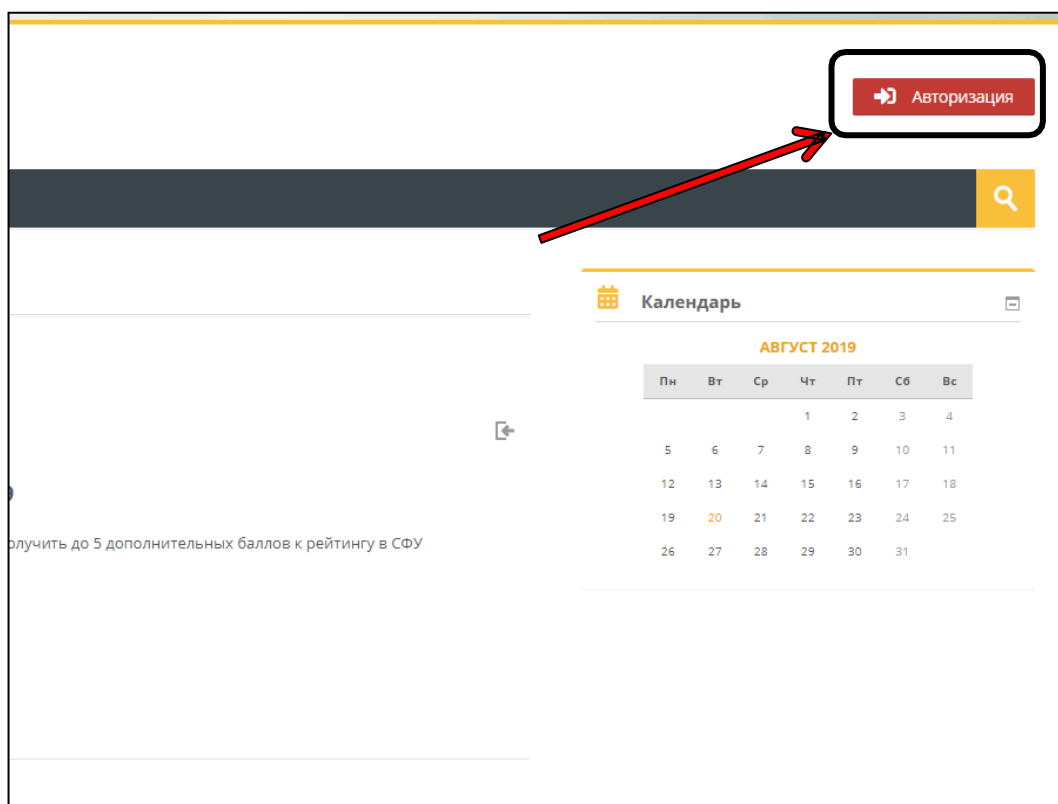 Авторизация
Календарь
АВГУСТ 2019
Пн Вт Ср Чт Пт Сб Вс
1 2 3 4
5 6 7 8 9 10 11
12 13 14 15 16 17 18
19 20 21 22 23 24 25
26 27 28 29 30 31
олучить до 5 дополнительных баллов к рейтингу в СФУ